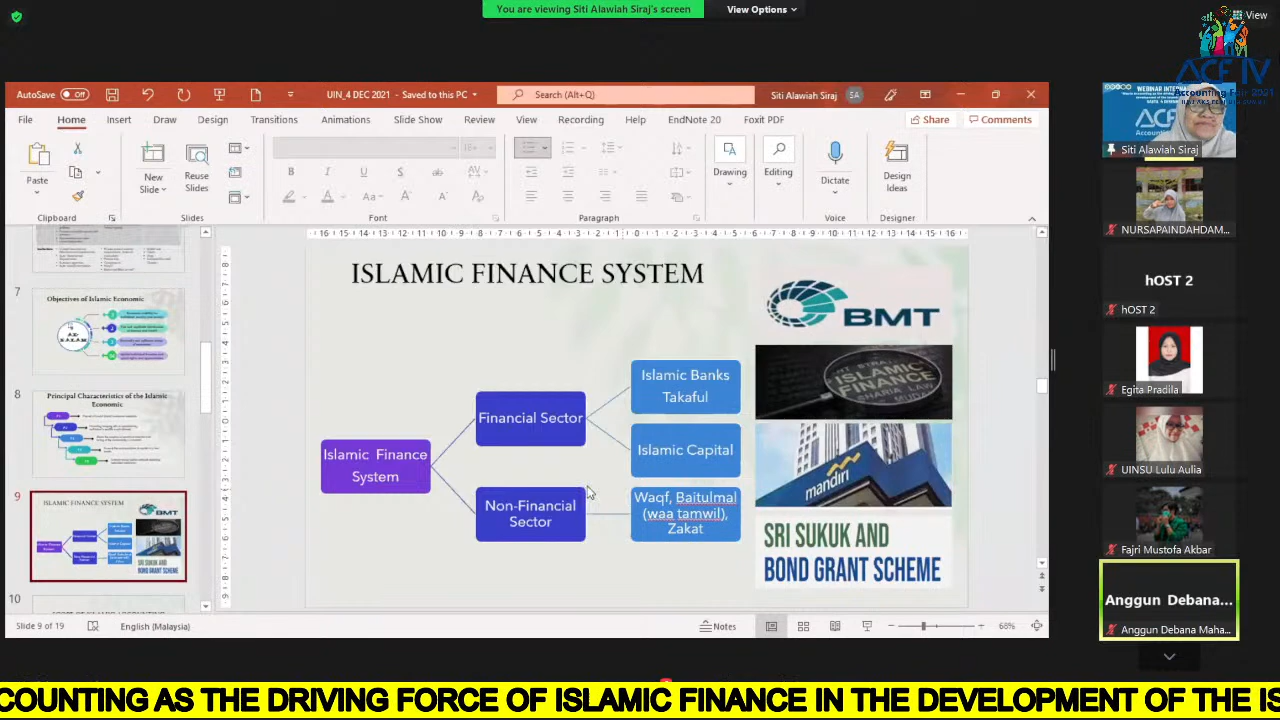 You are viewing Siti Alawiah Siraj's screen
View Options
View
AutoSave
Off
UIN_4 DEC 2021 - Saved to this PC
Search (Alt+Q)
Siti Alawiah Siraj
SA
File
Home
Insert
Draw
Design
Transitions
Animations
Slide Show
Review
View
Recording
Help
EndNote 20
Foxit PDF
Share
Comments
Paste
New Slide
Reuse Slides
Drawing
Editing
Dictate
Design Ideas
Clipboard
Slides
Font
Paragraph
Voice
Designer
7
Objectives of Islamic Economic
8
Principal Characteristics of the Islamic
Economic
9
ISLAMIC FINANCE SYSTEM
10
ISLAMIC FINANCE SYSTEM
Islamic Finance
System
Financial Sector
Non-Financial
Sector
Islamic Banks
Takaful
Islamic Capital
Waqf, Baitulmal
(waa tamwil),
Zakat
BMT
ISLAMIC
FINANCE
mandiri
SRI SUKUK AND
BOND GRANT SCHEME
Slide 9 of 19
English (Malaysia)
Notes
68%
ACF IV
Accounting Fair 2021
Siti Alawiah Siraj
NURSAPAINDAHDAM...
hOST 2
hOST 2
Egita Pradila
UINSU Lulu Aulia
Fajri Mustofa Akbar
Anggun Debana...
Anggun Debana Maha...
COUNTING AS THE DRIVING FORCE OF ISLAMIC FINANCE IN THE DEVELOPMENT OF THE IS